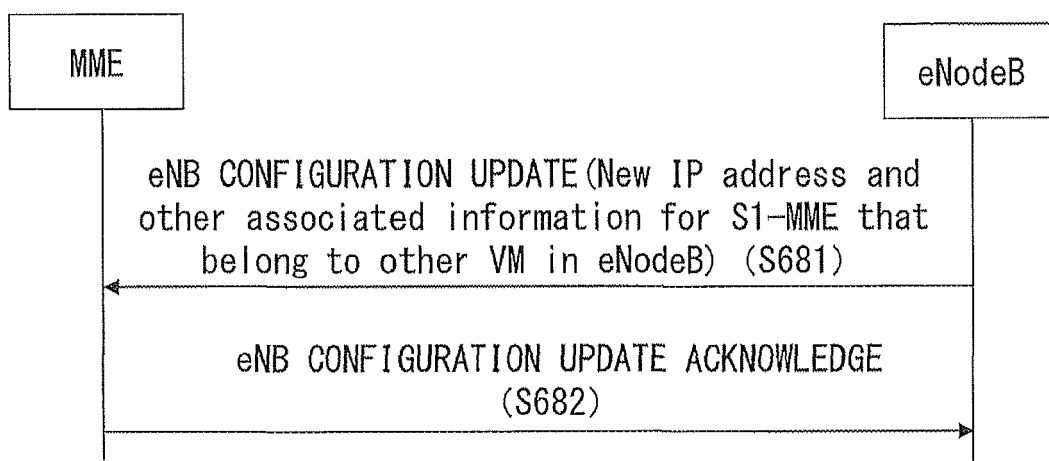 MME
eNodeB
eNB CONFIGURATION UPDATE(New IP address and
other associated information for S1-MME that
belong to other VM in eNodeB) (S681)
eNB CONFIGURATION UPDATE ACKNOWLEDGE
(S682)